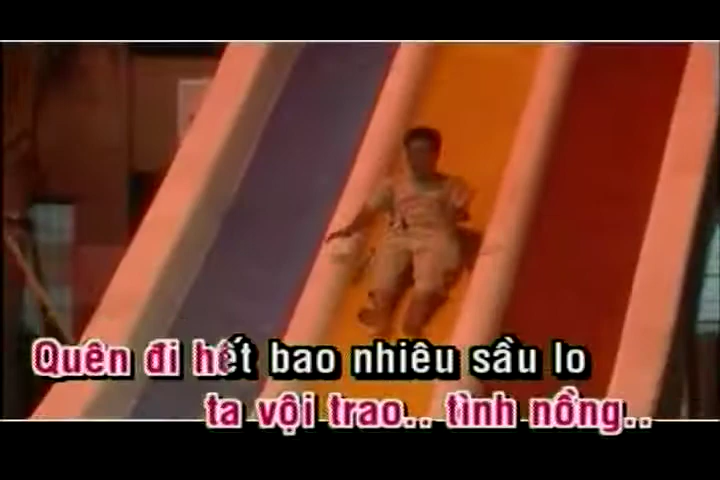 Quên đi hết bao nhiêu sầu lo
ta vội trao.. tình nồng..